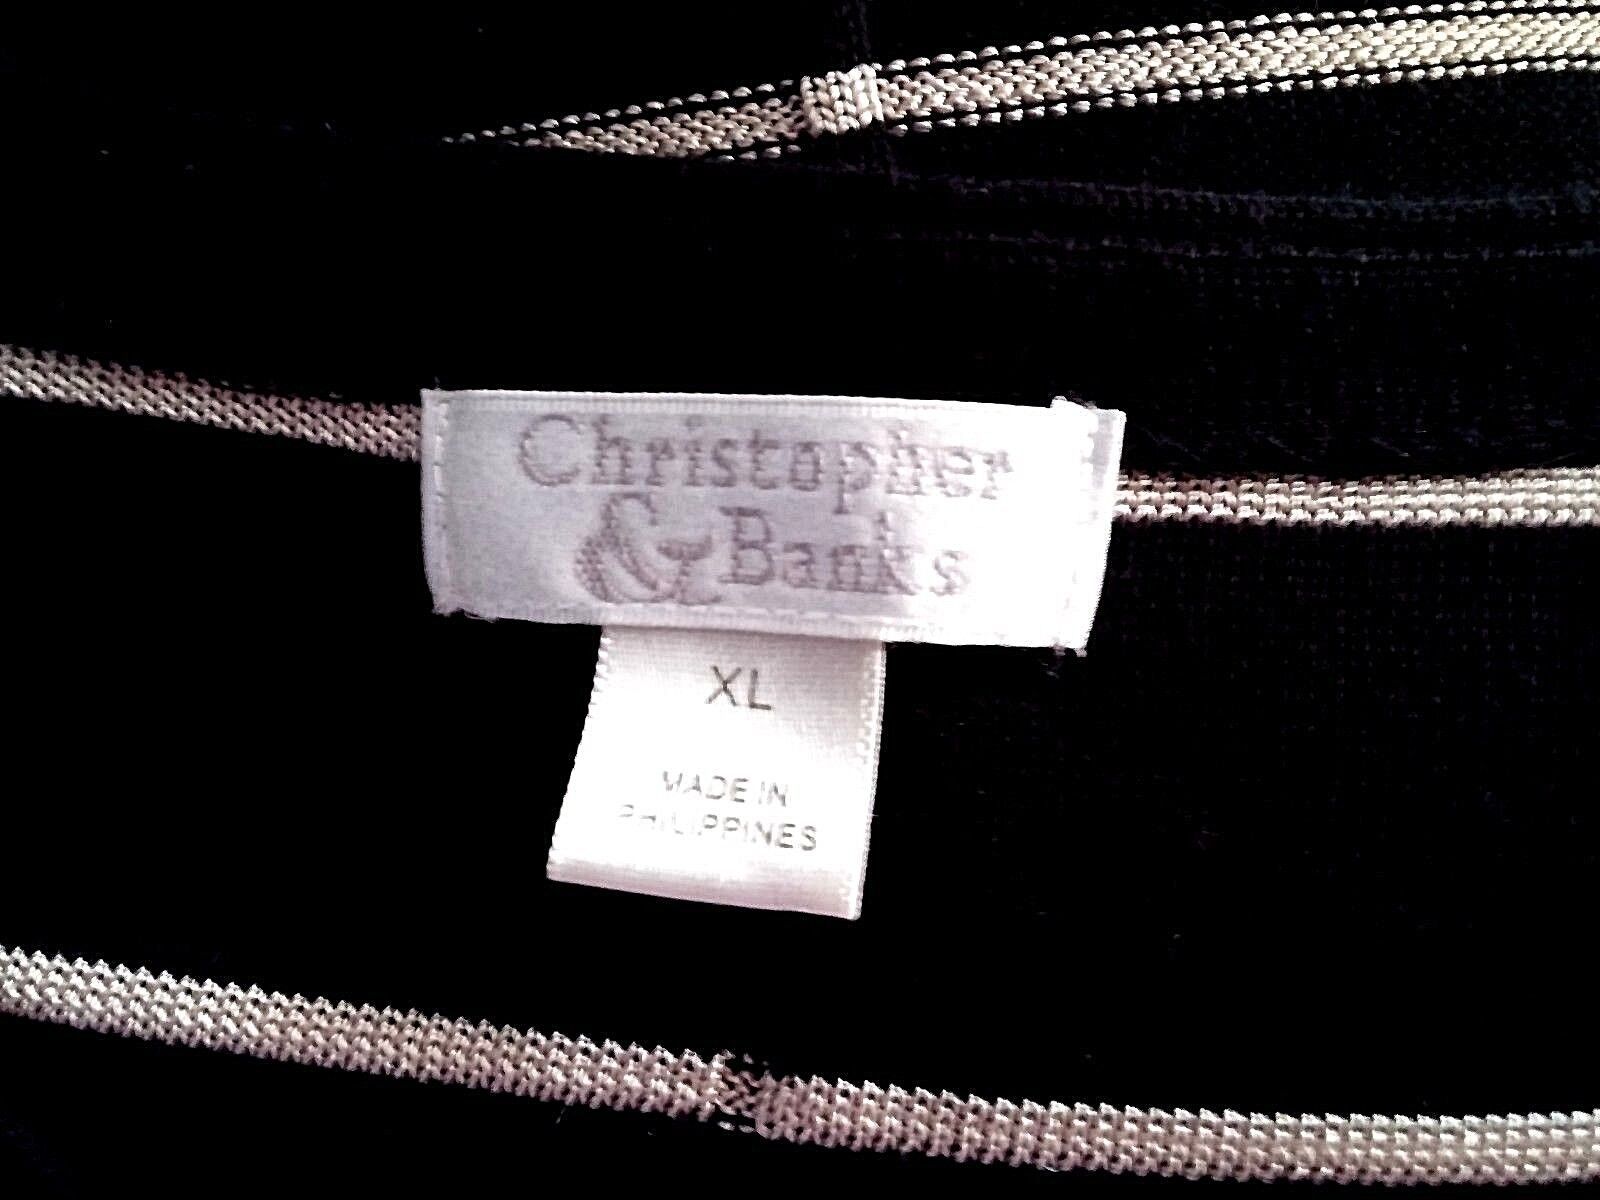 Christopher
& Banks
XL
MADE IN
PHILIPPINES